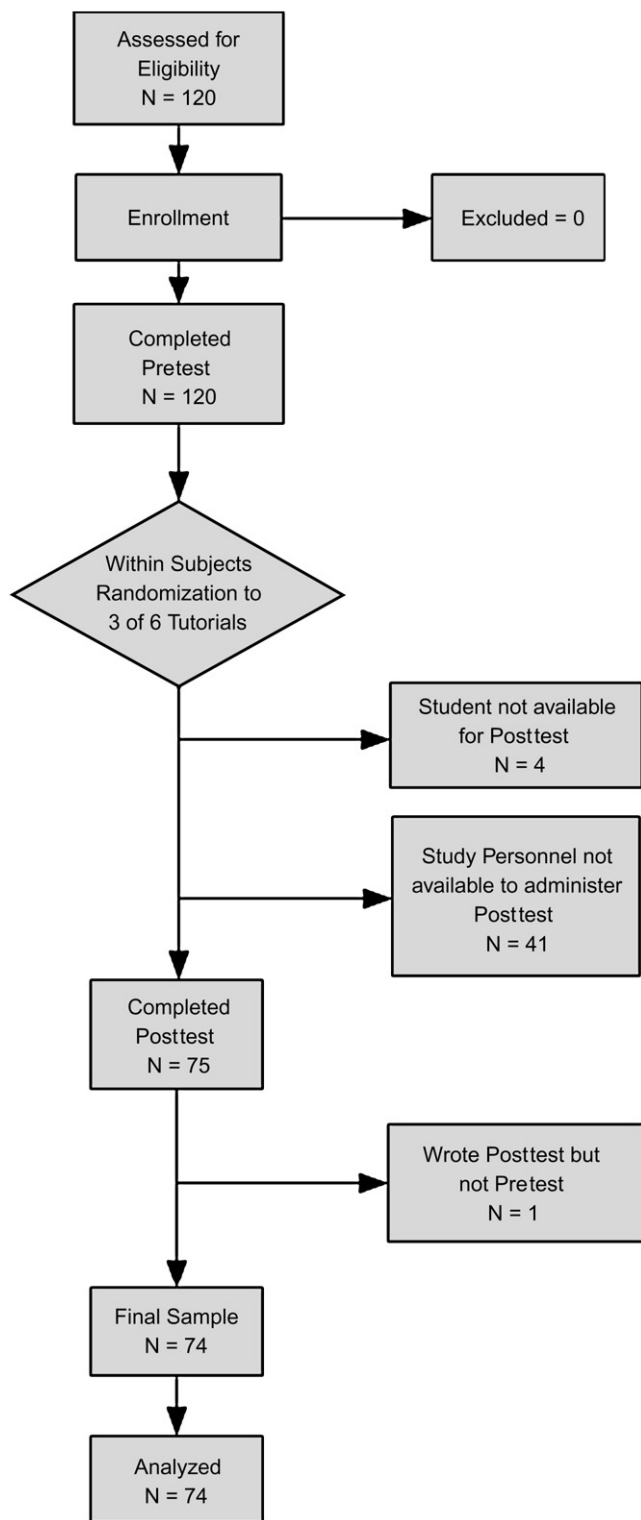 Assessed for
Eligibility
N = 120
Enrollment
Excluded = 0
Completed
Pretest
N = 120
Within Subjects
Randomization to
3 of 6 Tutorials
Student not available
for Posttest
N = 4
Study Personnel not
available to administer
Posttest
N = 41
Completed
Posttest
N = 75
Wrote Posttest but
not Pretest
N = 1
Final Sample
N = 74
Analyzed
N = 74